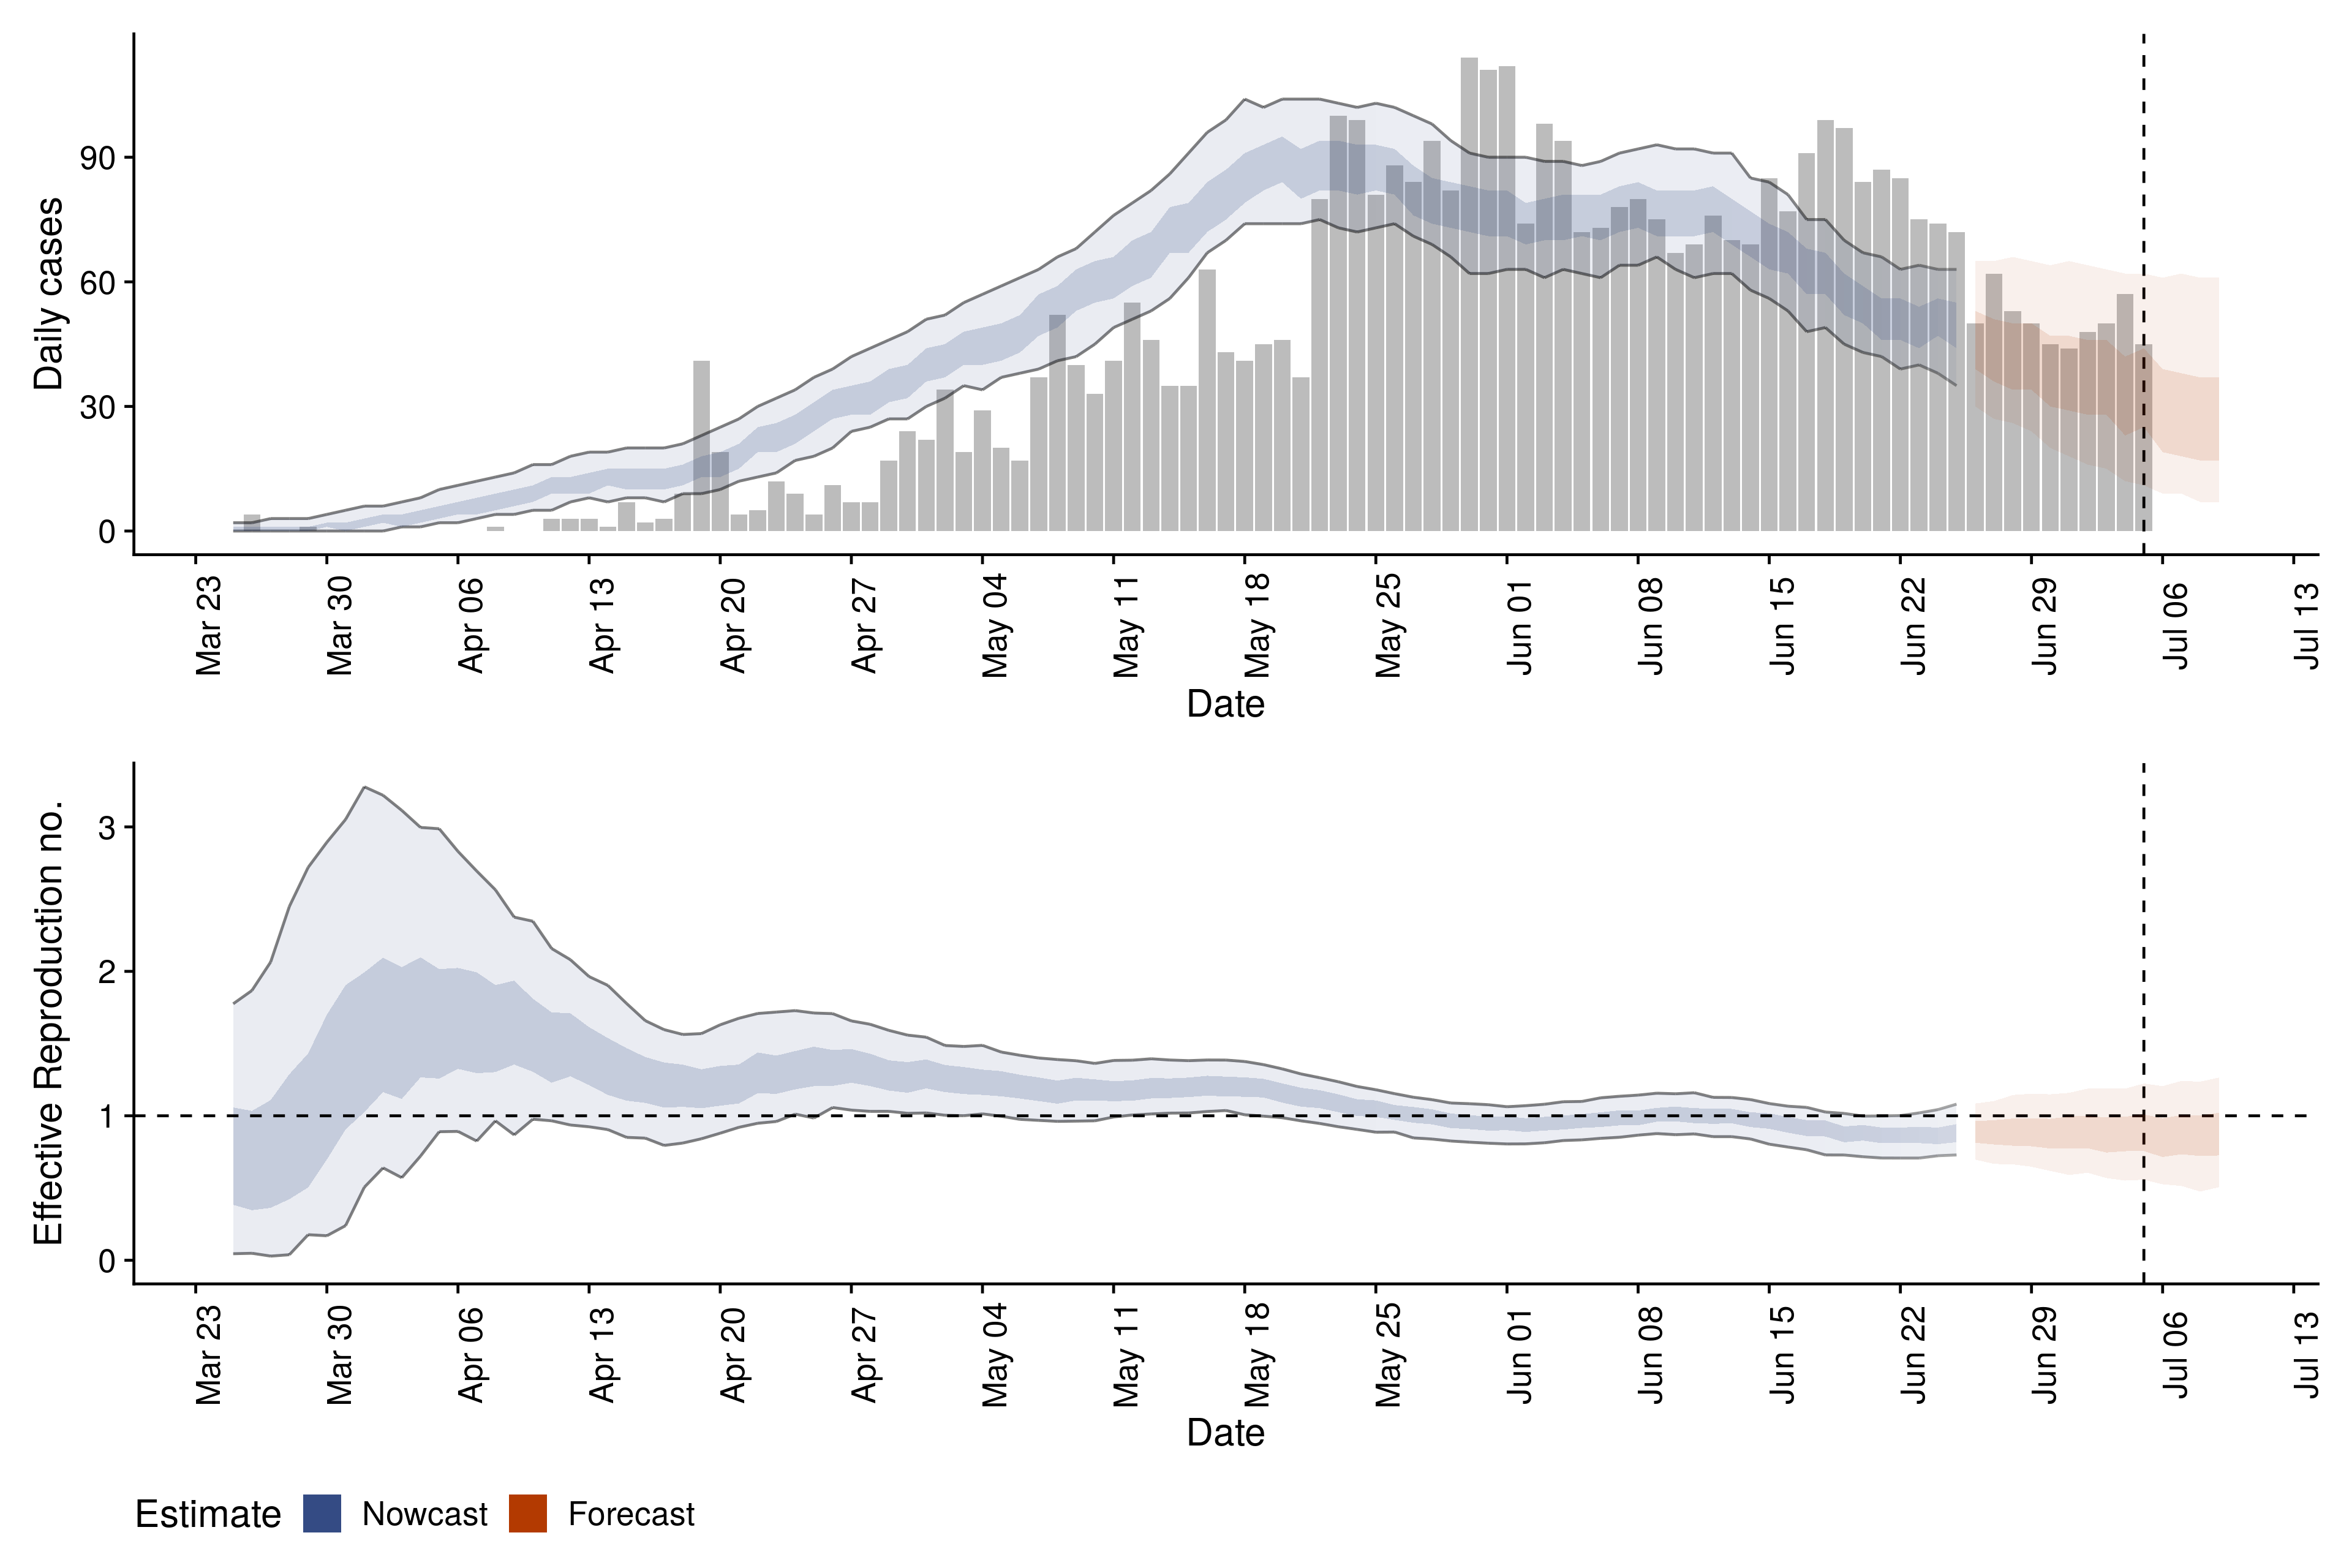 Daily cases
90
60
30
0
Mar 23
Mar 30
Apr 06
Apr 13
Apr 20
Apr 27
May 04
May 11
May 18
May 25
Jun 01
Jun 08
Jun 15
Jun 22
Jun 29
Jul 06
Jul 13
Date
Effective Reproduction no.
3
2
1
0
Mar 23
Mar 30
Apr 06
Apr 13
Apr 20
Apr 27
May 04
May 11
May 18
May 25
Jun 01
Jun 08
Jun 15
Jun 22
Jun 29
Jul 06
Jul 13
Date
Estimate Nowcast Forecast